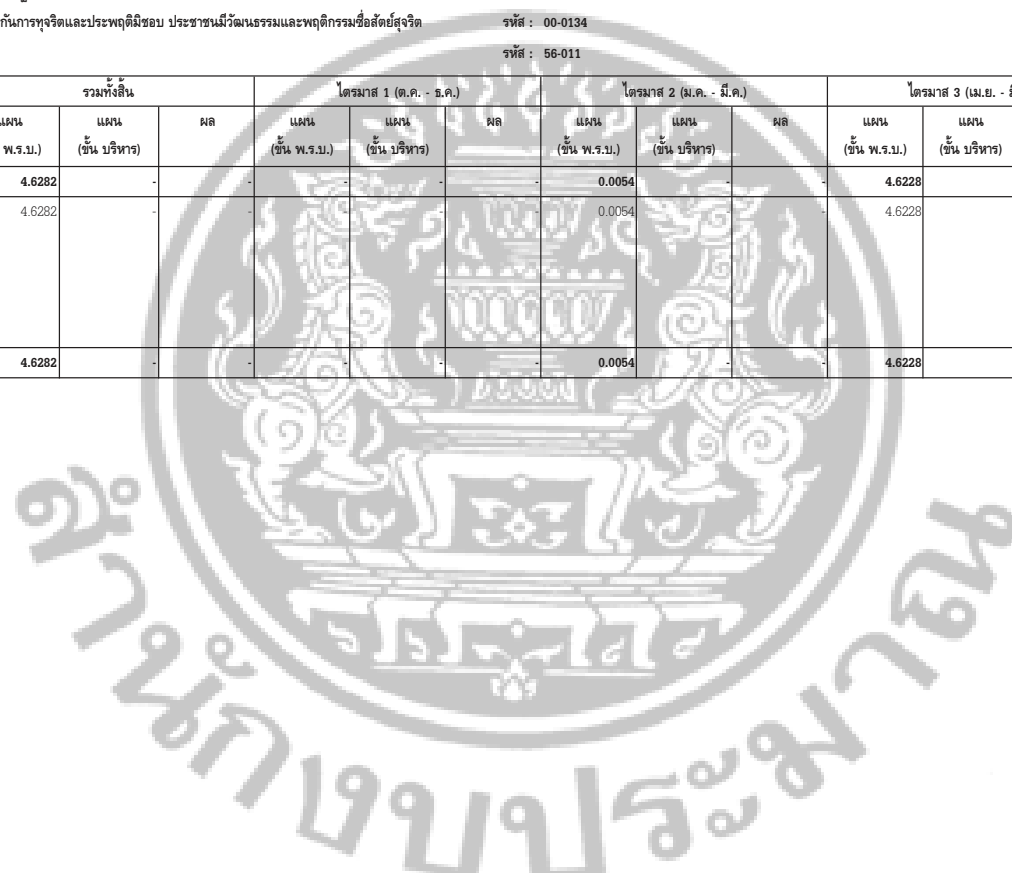 กันการทุจริตและประพฤติมิชอบ ประชาชนมีวัฒนธรรมและพฤติกรรมซื่อสัตย์สุจริต รหัส : 00-0134
รหัส : 56-011
รวมทั้งสิ้น ไตรมาส 1 (ต.ค. - ธ.ค.) ไตรมาส 2 (ม.ค. - มี.ค.) ไตรมาส 3 (เม.ย. -
แผน แผน ผล แผน แผน ผล แผน แผน ผล แผน แผน
พ.ร.บ.) (ขั้น บริหาร) (ขั้น พ.ร.บ.) (ขั้น บริหาร) (ขั้น พ.ร.บ.) (ขั้น บริหาร) (ขั้น พ.ร.บ.) (ขั้น บริหาร)
4.6282 - - - - - 0.0054 - - 4.6228
4.6282 - - - - - 0.0054 - - 4.6228
4.6282 - - - - - 0.0054 - - 4.6228
สำนักงบประมาณ